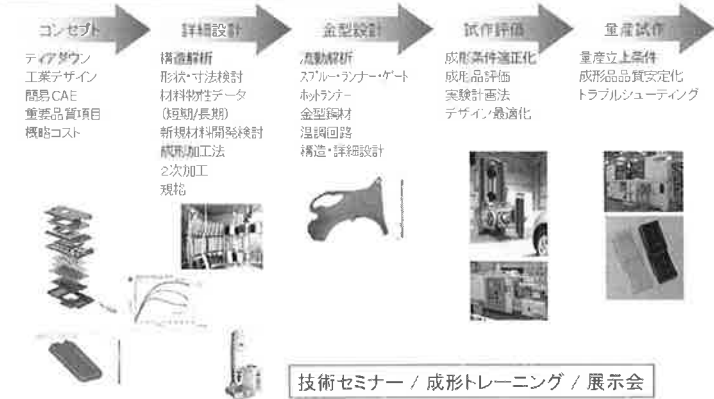 コンセプト
ティアダウン
工業デザイン
簡易CAE
重要品質項目
概略コスト
詳細設計
構造解析
形状・寸法検討
材料物性データ
(短期/長期)
新規材料開発検討
成形加工法
2次加工
規格
金型設計
流動解析
スプルー・ランナー・ゲート
ホットランナー
金型鋼材
温調回路
構造・詳細設計
試作評価
成形条件適正化
成形品評価
実験計画法
デザイン最適化
量産試作
量産立上条件
成形品品質安定化
トラブルシューティング
技術セミナー / 成形トレーニング / 展示会